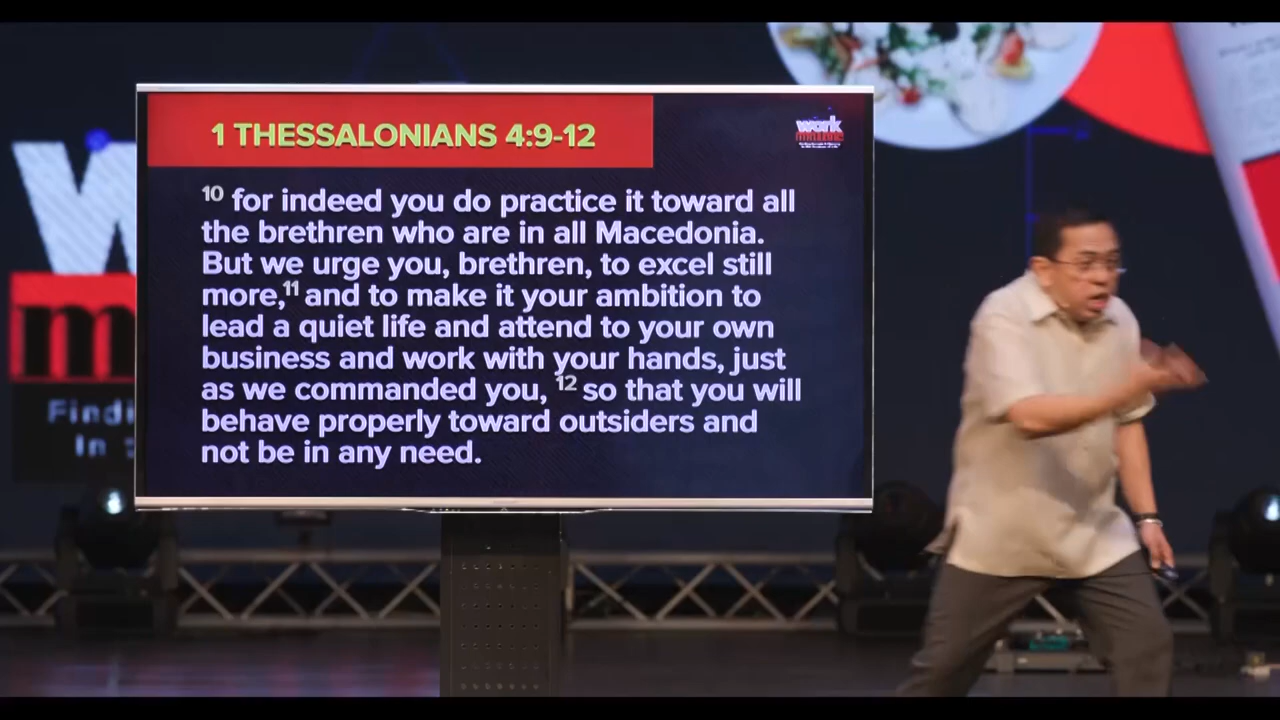 1 THESSALONIANS 4:9-12
work
10 for indeed you do practice it toward all
the brethren who are in all Macedonia.
But we urge you, brethren, to excel still
more,11 and to make it your ambition to
lead a quiet life and attend to your own
business and work with your hands, just
as we commanded you, 12 so that you will
behave properly toward outsiders and
not be in any need.
w
m
Findi
In